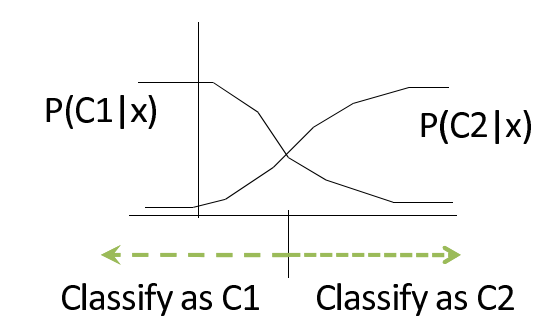 P(C1|x)
P(C2|x)
Classify as C1
Classify as C2